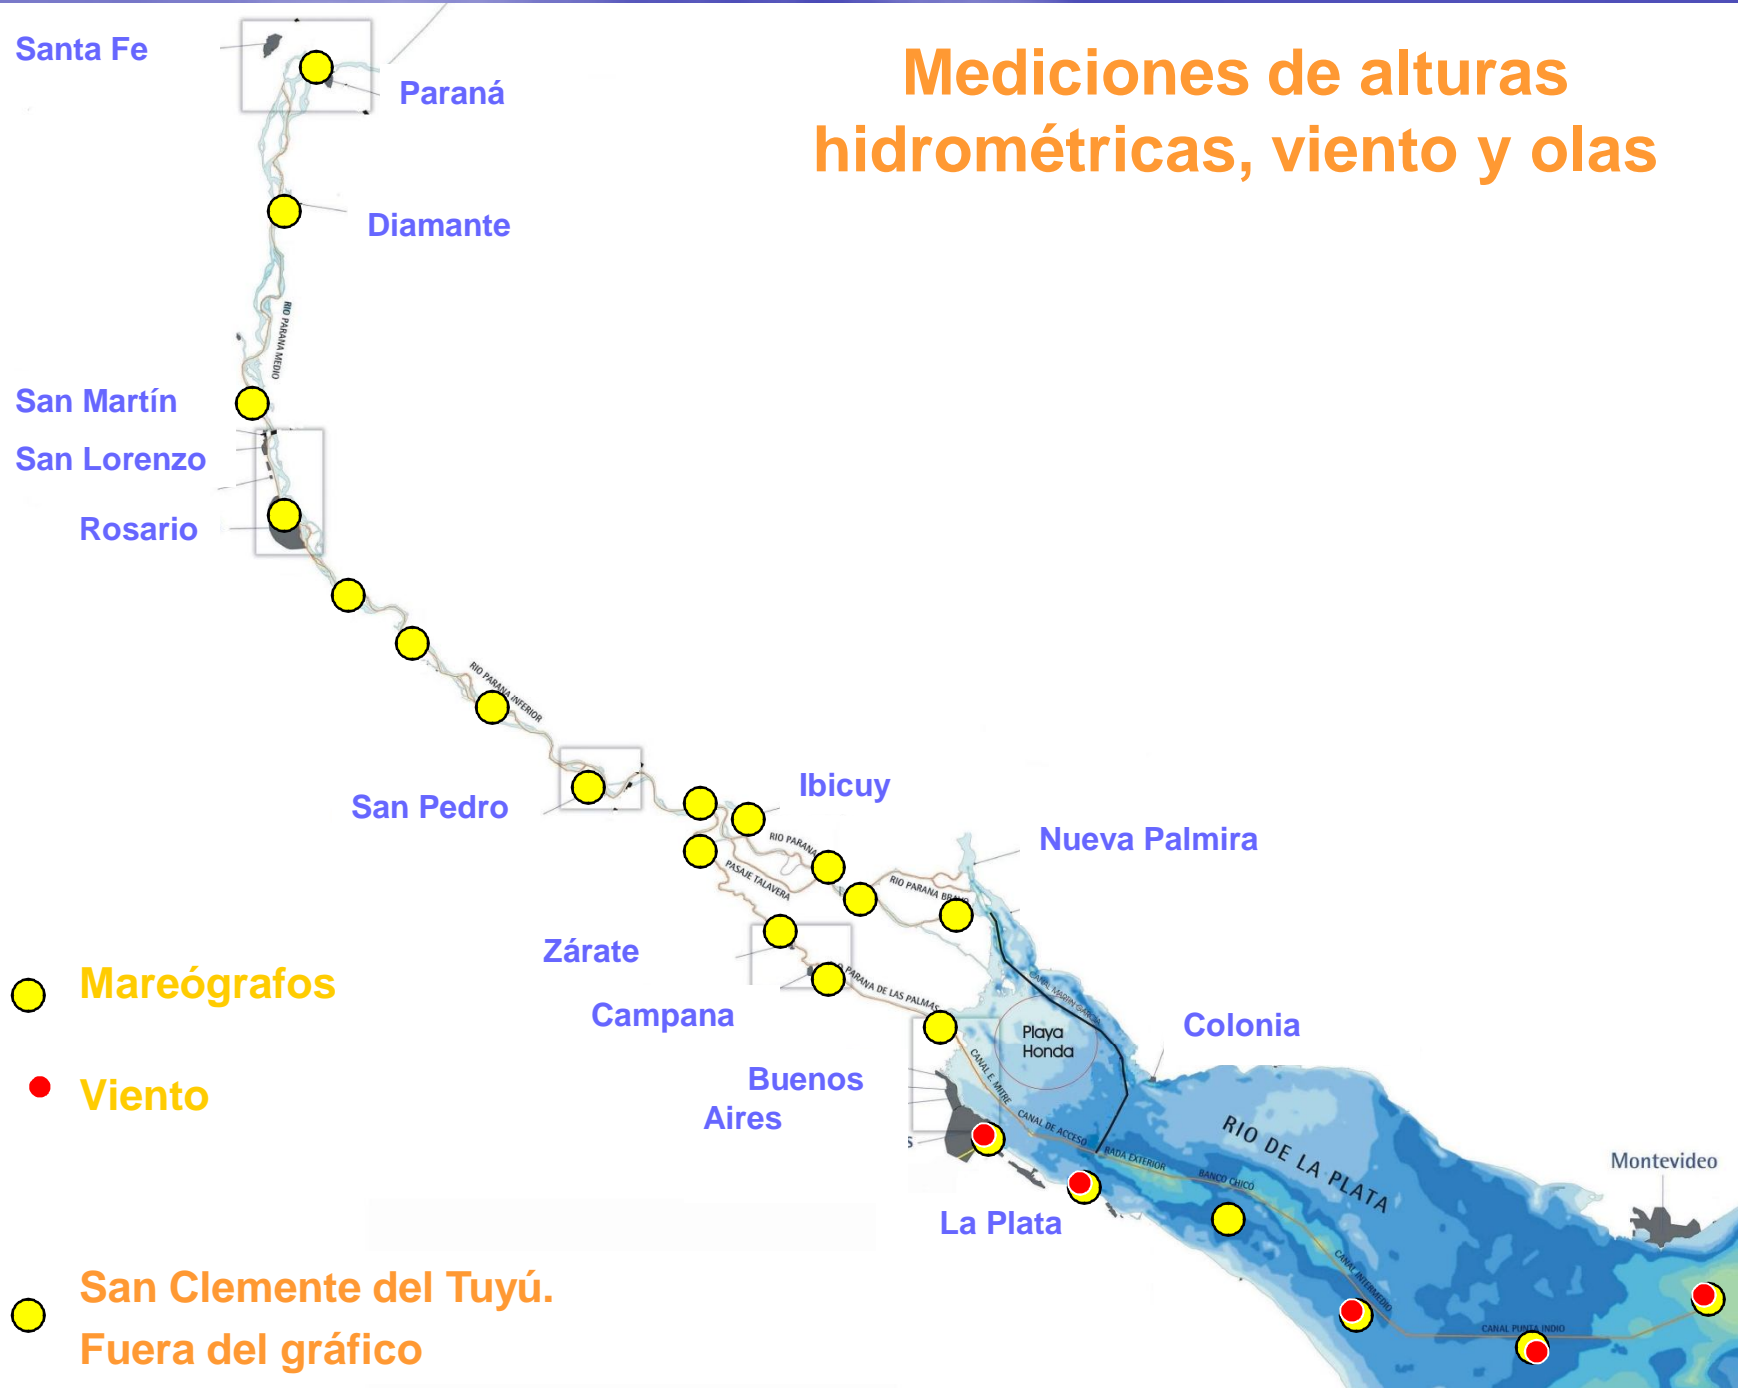 Mediciones de alturas
hidrométricas, viento y olas
Santa Fe
Paraná
Diamante
RIO PARANA MEDIO
San Martín
San Lorenzo
Rosario
RIO PARANA INFERIOR
San Pedro
Ibicuy
RIO PARANA
PASAJE TALAVERA
Nueva Palmira
RIO PARANA BRAVO
Zárate
Campana
PARANA DE LAS PALMAS
CANAL MARTIN GARCIA
Playa
Honda
Colonia
CANAL E. MITRE
Buenos
Aires
S
CANAL DE ACCESO
RADA EXTERIOR
BANCO CHICO
RIO DE LA PLATA
Montevideo
La Plata
CANAL INTERMEDIO
CANAL PUNTA INDIO
Mareógrafos
Viento
San Clemente del Tuyú.
Fuera del gráfico